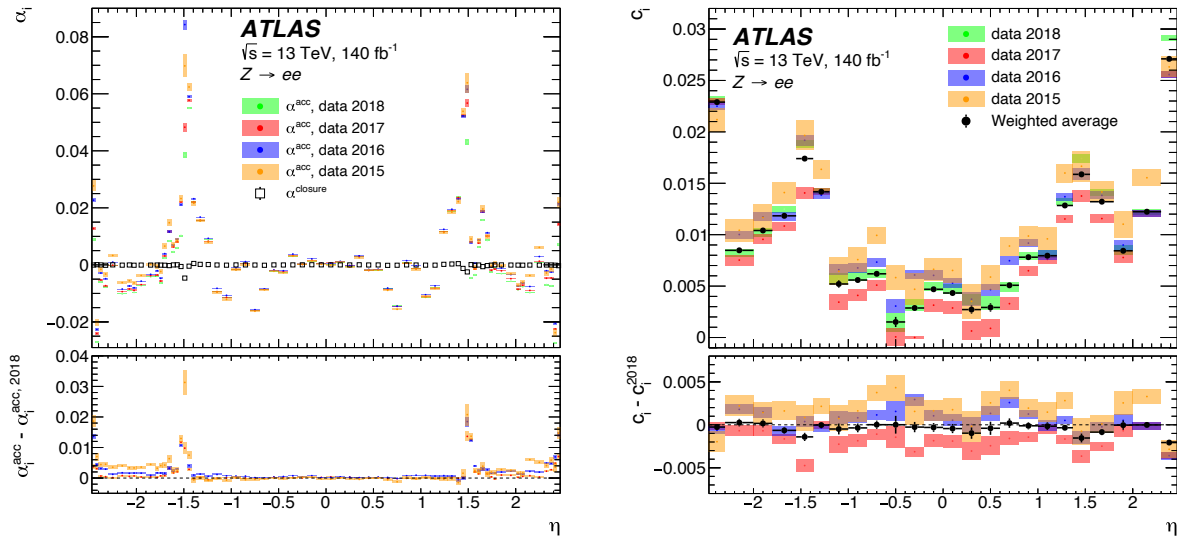 α_i
ATLAS
√s = 13 TeV, 140 fb⁻¹
Z → ee
α^acc, data 2018
α^acc, data 2017
α^acc, data 2016
α^acc, data 2015
α^closure
0.08
0.06
0.04
0.02
0
−0.02
α_i^acc - α_i^acc, 2018
0.04
0.03
0.02
0.01
0
−2 −1.5 −1 −0.5 0 0.5 1 1.5 2
η
c_i
ATLAS
√s = 13 TeV, 140 fb⁻¹
Z → ee
data 2018
data 2017
data 2016
data 2015
Weighted average
0.03
0.025
0.02
0.015
0.01
0.005
0
c_i - c_i^2018
0.005
0
−0.005
−2 −1.5 −1 −0.5 0 0.5 1 1.5 2
η